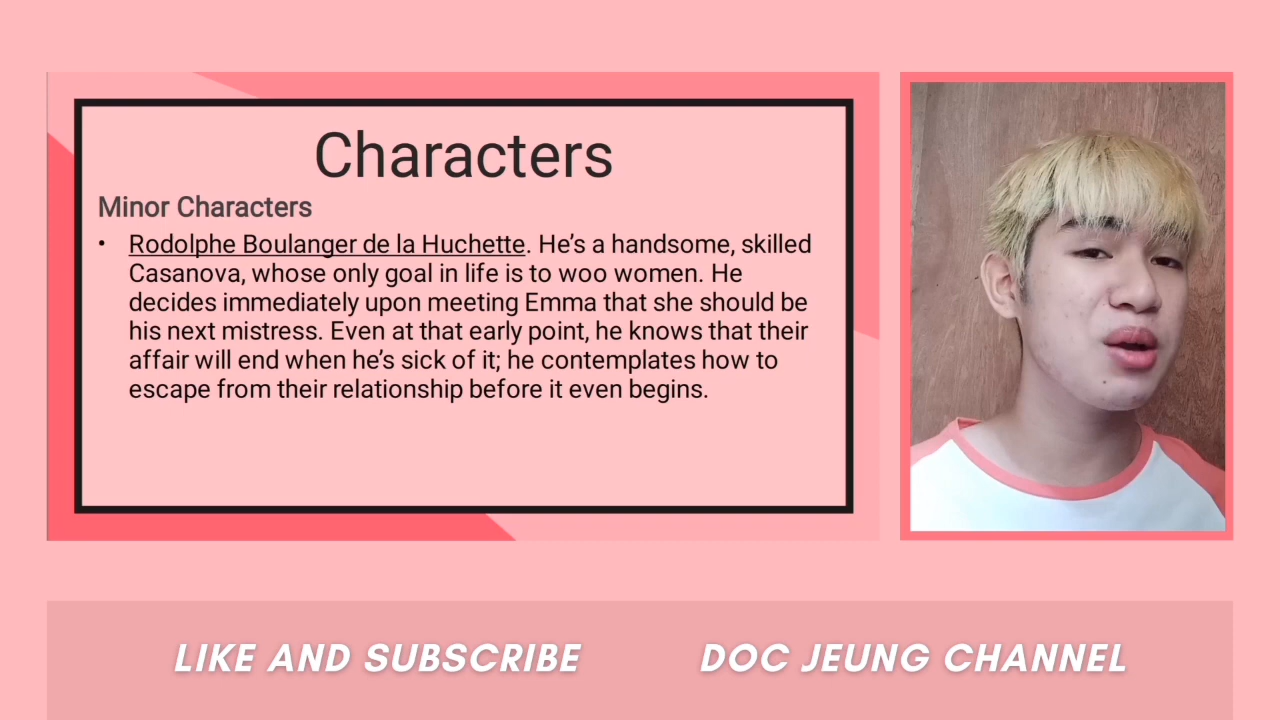 Characters
Minor Characters
• Rodolphe Boulanger de la Huchette. He’s a handsome, skilled
Casanova, whose only goal in life is to woo women. He
decides immediately upon meeting Emma that she should be
his next mistress. Even at that early point, he knows that their
affair will end when he’s sick of it; he contemplates how to
escape from their relationship before it even begins.
LIKE AND SUBSCRIBE
DOC JEUNG CHANNEL